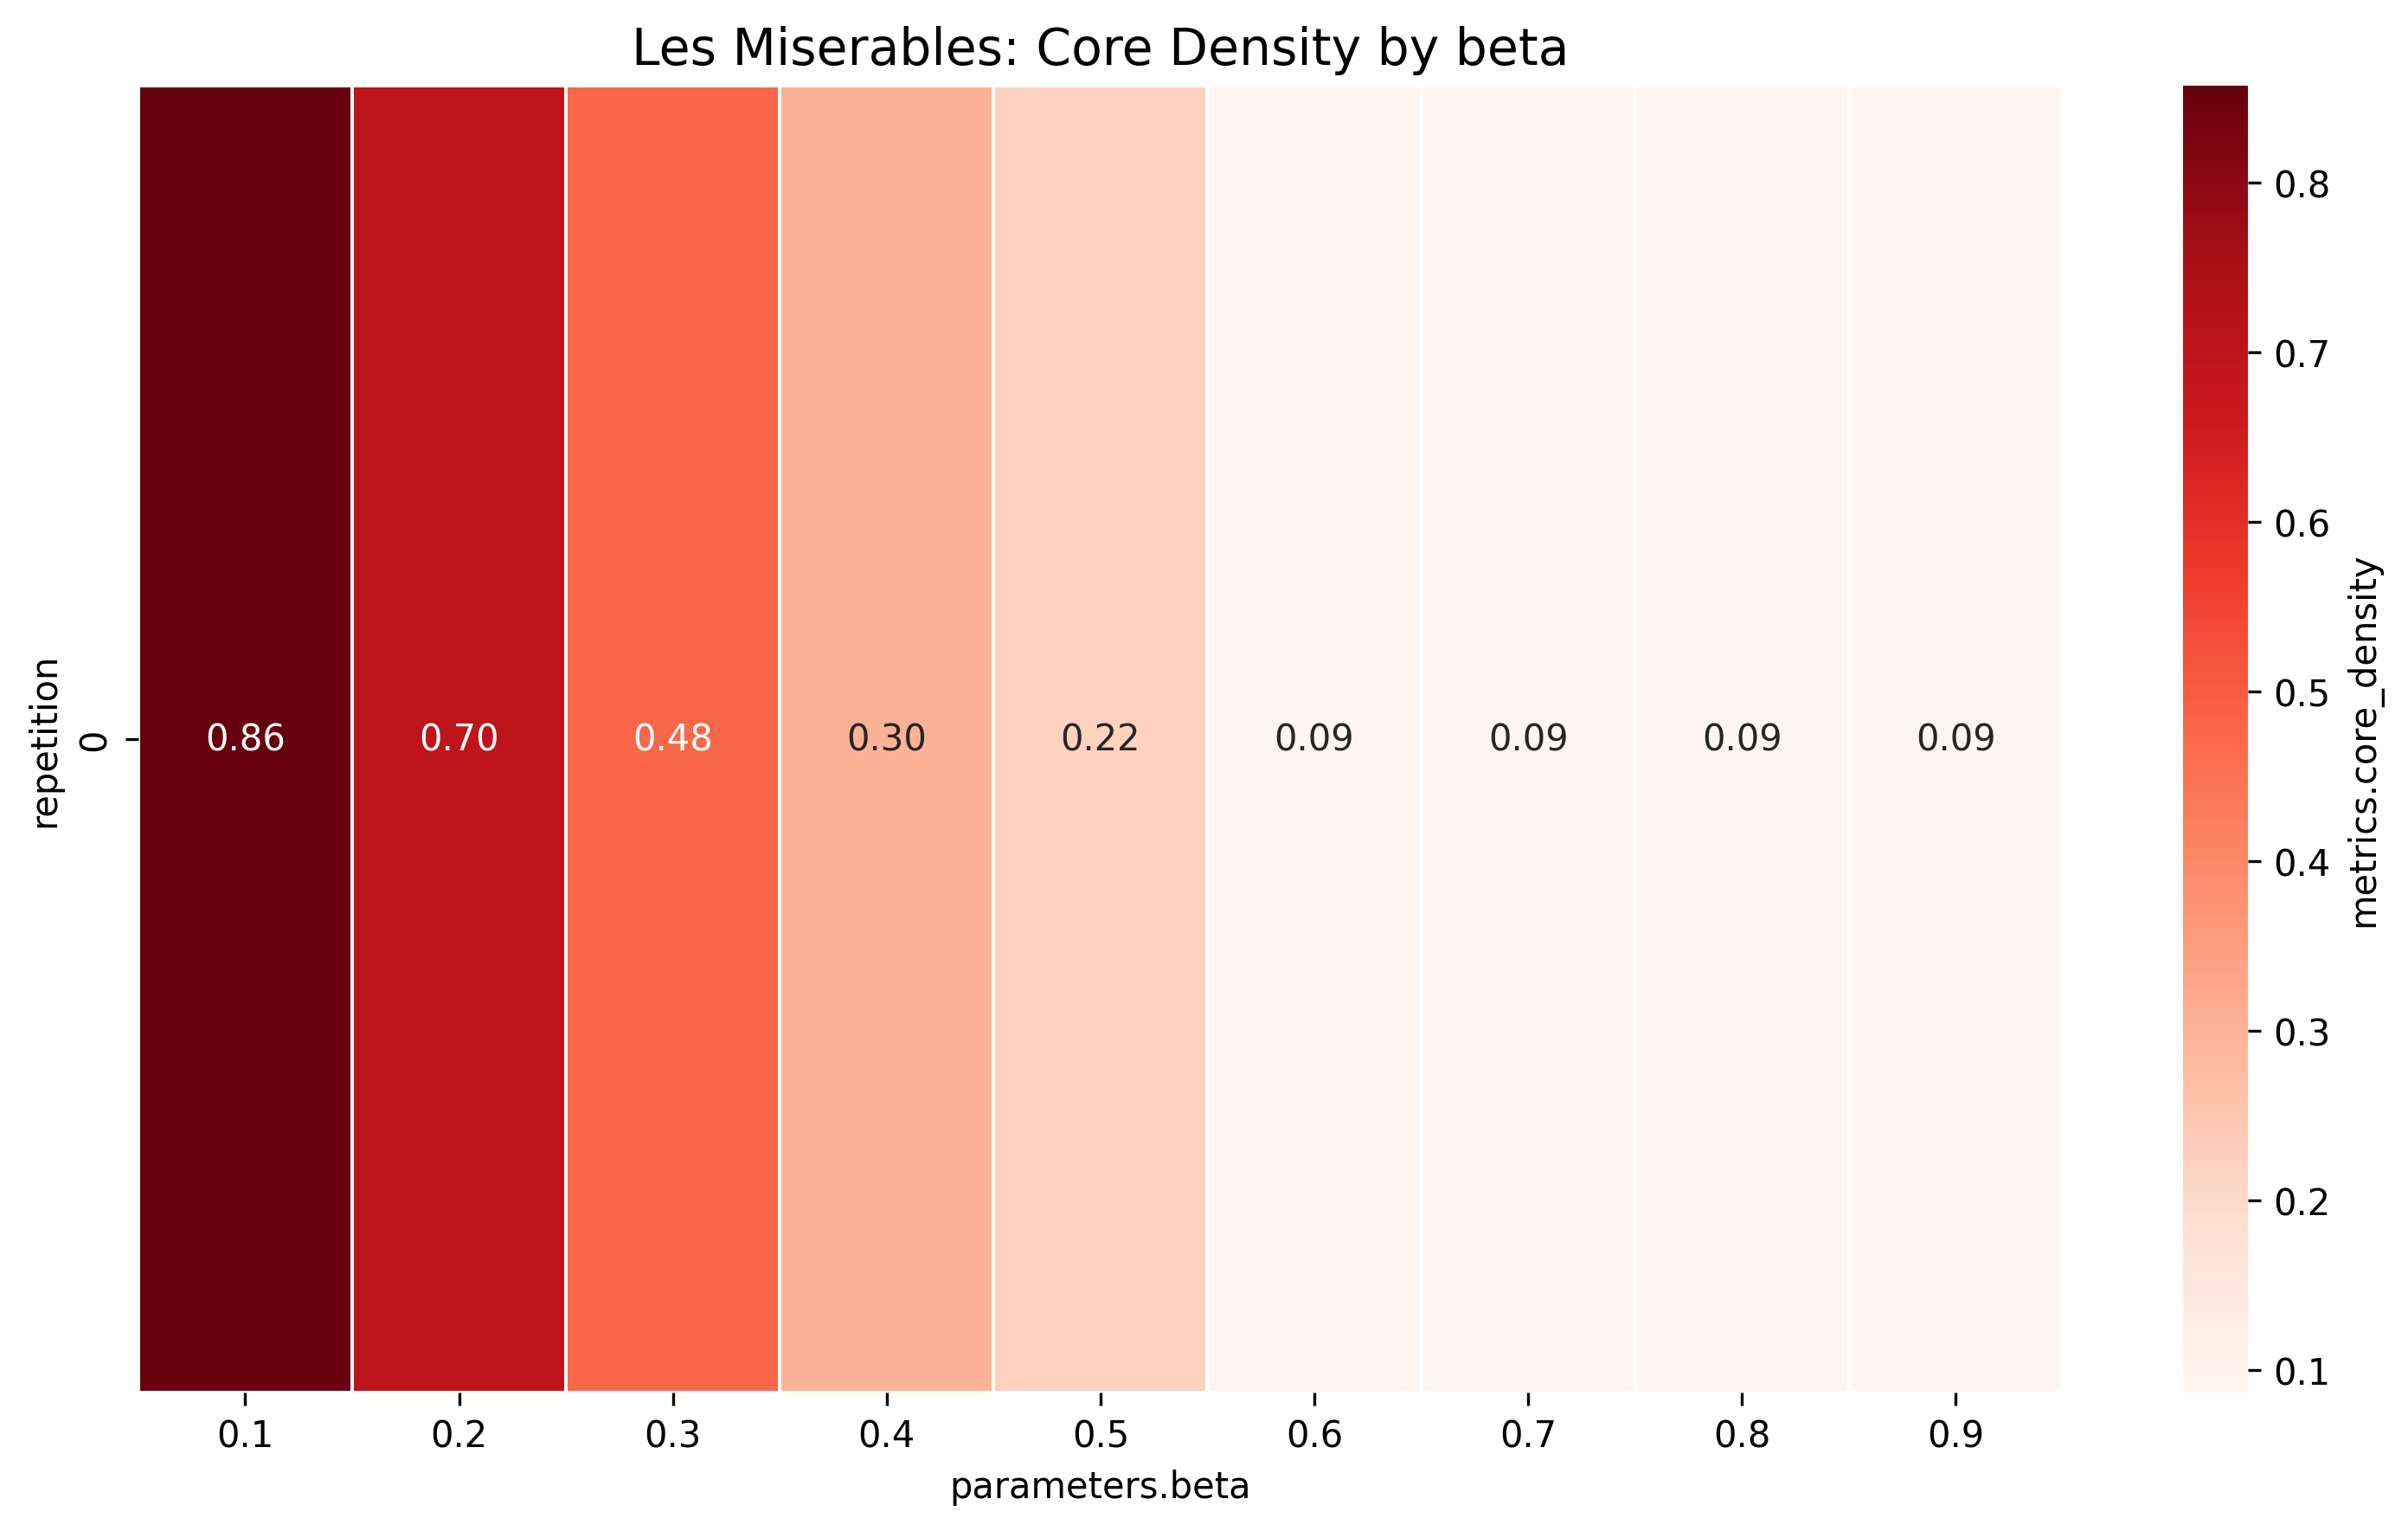 Les Miserables: Core Density by beta
repetition
0
0.86 0.70 0.48 0.30 0.22 0.09 0.09 0.09 0.09
0.1 0.2 0.3 0.4 0.5 0.6 0.7 0.8 0.9
parameters.beta
0.8
0.7
0.6
0.5
0.4
0.3
0.2
0.1
metrics.core_density